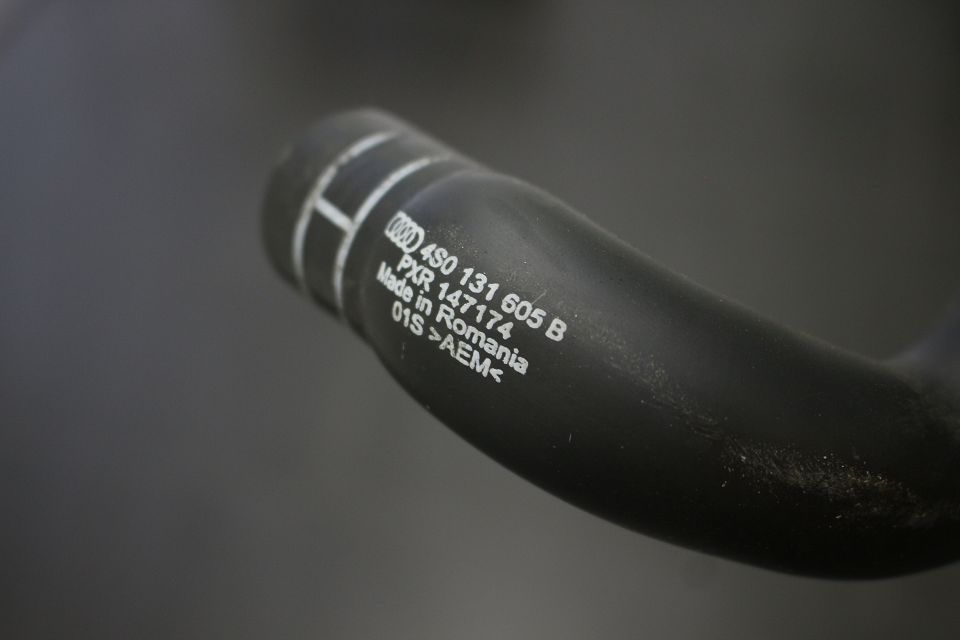 4S0 131 605 B
PXR 147174
Made in Romania
01S >AEM<